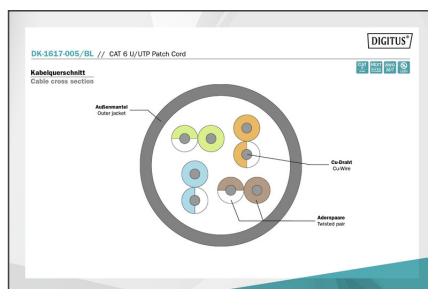 DIGITUS®
DK-1617-005/BL // CAT 6 U/UTP Patch Cord
Kabelquerschnitt
Cable cross section
Außenmantel
Outer jacket
Cu-Draht
Cu-Wire
Aderspaare
Twisted pair